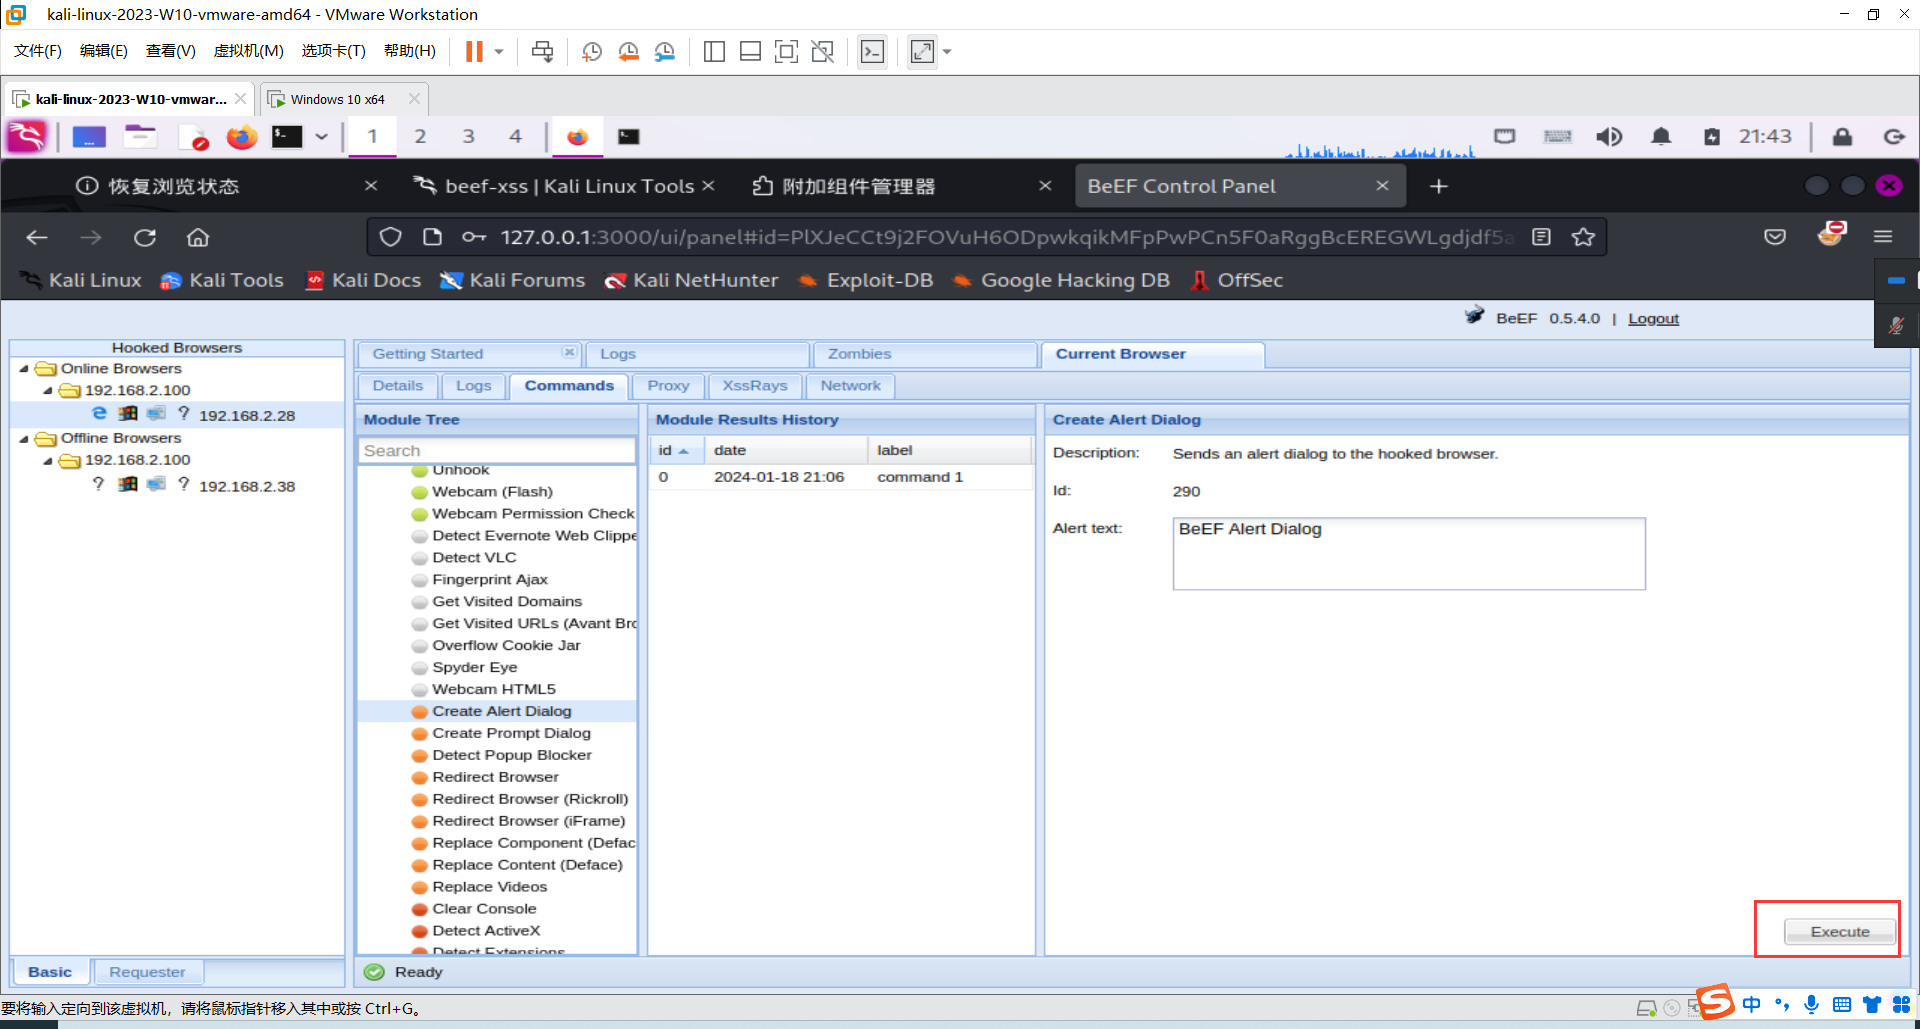 kali-linux-2023-W10-vmware-amd64 - VMware Workstation
文件(F) 编辑(E) 查看(V) 虚拟机(M) 选项卡(T) 帮助(H)
kali-linux-2023-W10-vmwar... Windows 10 x64
1 2 3 4 21:43
恢复浏览状态 beef-xss | Kali Linux Tools 附加组件管理器 BeEF Control Panel
127.0.0.1:3000/ui/panel#id=PlXJeCCt9j2FOVuH6ODpwkqikMFpPwPCn5F0aRggBcEREGWLgdjdf5a
Kali Linux Kali Tools Kali Docs Kali Forums Kali NetHunter Exploit-DB Google Hacking DB OffSec
BeEF 0.5.4.0 | Logout
Hooked Browsers
Online Browsers
192.168.2.100
192.168.2.28
Offline Browsers
192.168.2.100
192.168.2.38
Basic Requester
Getting Started Logs Zombies Current Browser
Details Logs Commands Proxy XssRays Network
Module Tree
Search
Unhook
Webcam (Flash)
Webcam Permission Check
Detect Evernote Web Clippe
Detect VLC
Fingerprint Ajax
Get Visited Domains
Get Visited URLs (Avant Bro
Overflow Cookie Jar
Spyder Eye
Webcam HTML5
Create Alert Dialog
Create Prompt Dialog
Detect Popup Blocker
Redirect Browser
Redirect Browser (Rickroll)
Redirect Browser (iFrame)
Replace Component (Defac
Replace Content (Deface)
Replace Videos
Clear Console
Detect ActiveX
Detect Extensions
Module Results History
id date label
0 2024-01-18 21:06 command 1
Create Alert Dialog
Description: Sends an alert dialog to the hooked browser.
Id: 290
Alert text: BeEF Alert Dialog
Execute
Ready
要将输入定向到该虚拟机，请将鼠标指针移入其中或按 Ctrl+G。
中